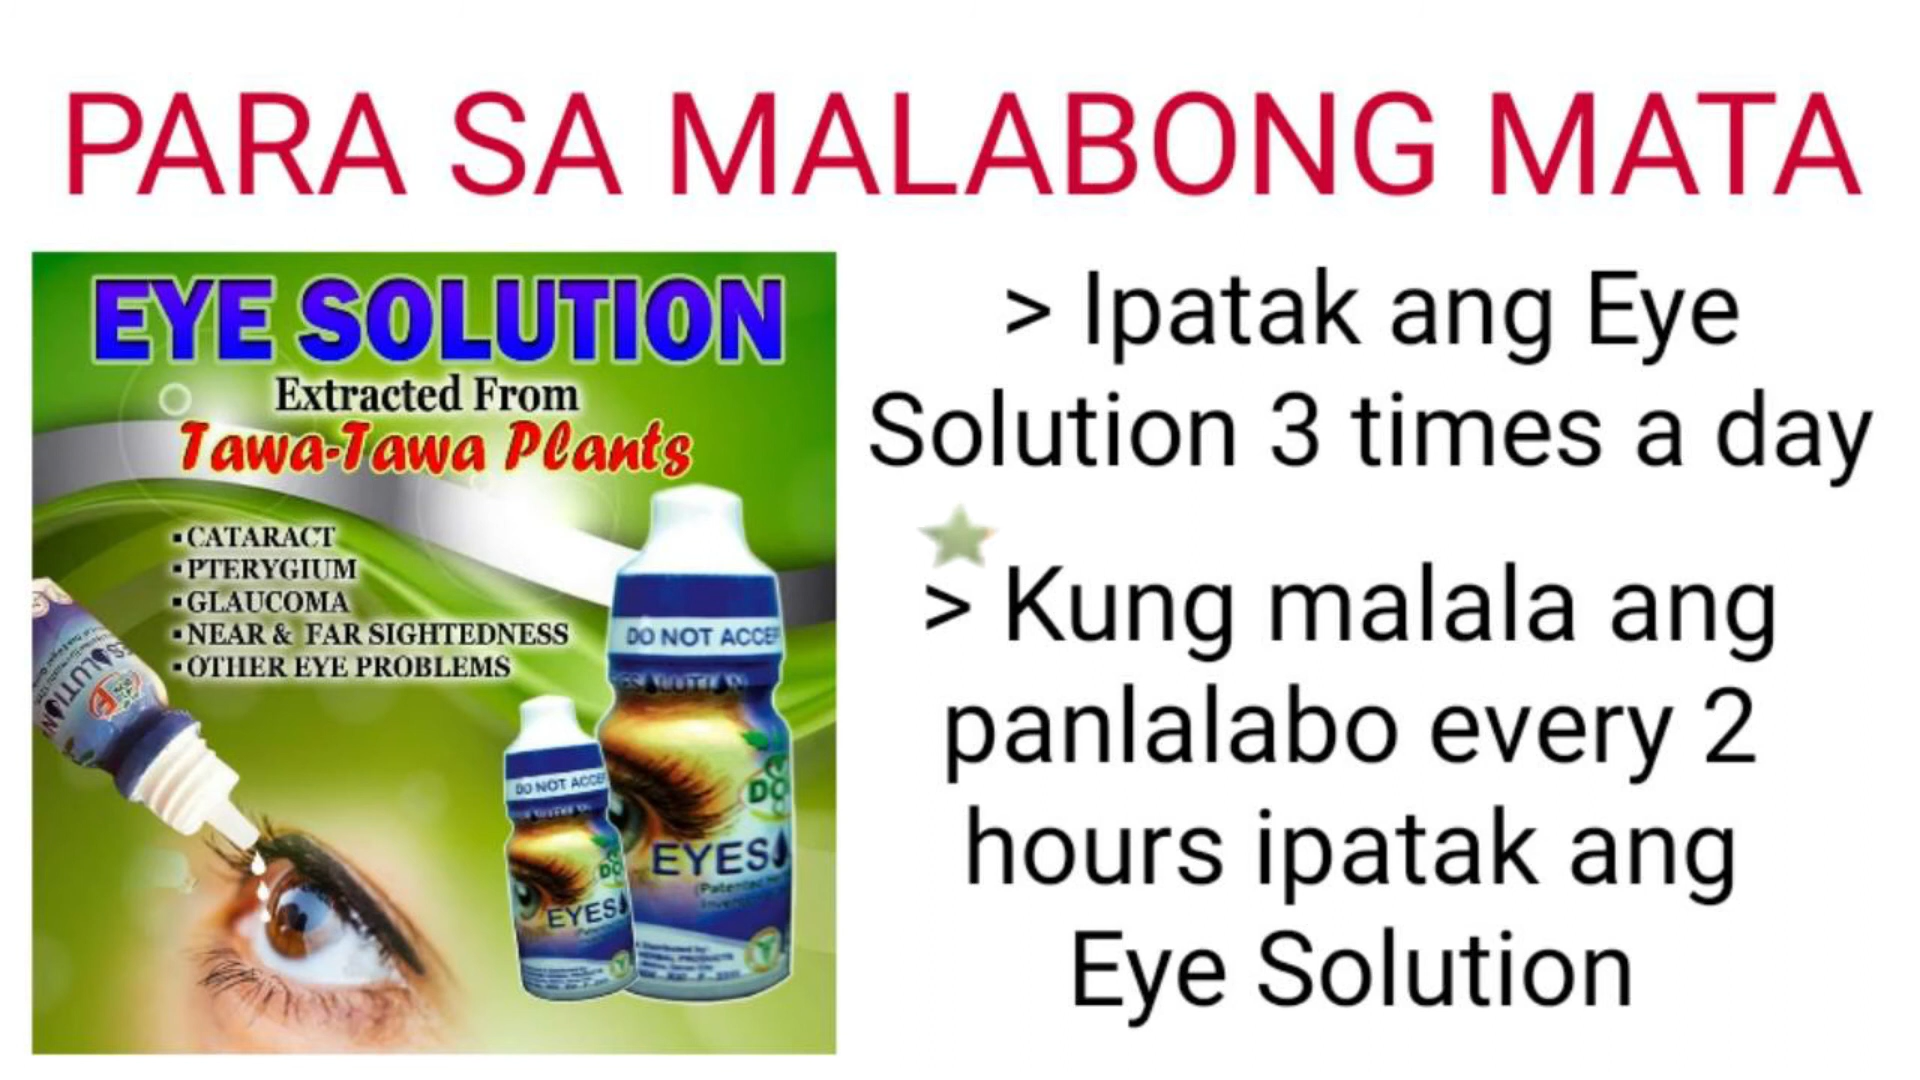 PARA SA MALABONG MATA
EYE SOLUTION
Extracted From
Tawa-Tawa Plants
▪CATARACT
▪PTERYGIUM
▪GLAUCOMA
▪NEAR & FAR SIGHTEDNESS
▪OTHER EYE PROBLEMS
DO NOT ACCEP
EYES
DO NOT ACCEP
EYES
> Ipatak ang Eye
Solution 3 times a day
> Kung malala ang
panlalabo every 2
hours ipatak ang
Eye Solution